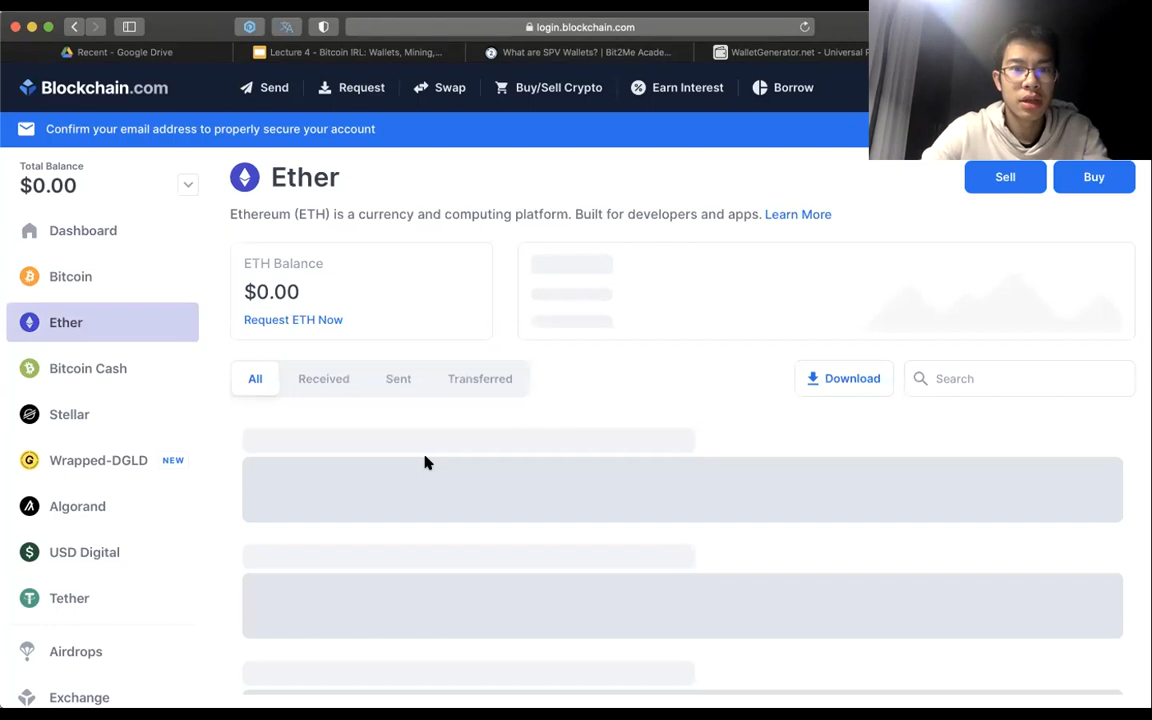 login.blockchain.com
Recent - Google Drive
Lecture 4 - Bitcoin IRL: Wallets, Mining,...
What are SPV Wallets? | Bit2Me Acade...
WalletGenerator.net - Universal P
Blockchain.com
Send
Request
Swap
Buy/Sell Crypto
Earn Interest
Borrow
Confirm your email address to properly secure your account
Total Balance
$0.00
Dashboard
Bitcoin
Ether
Bitcoin Cash
Stellar
Wrapped-DGLD NEW
Algorand
USD Digital
Tether
Airdrops
Exchange
Ether
Sell
Buy
Ethereum (ETH) is a currency and computing platform. Built for developers and apps. Learn More
ETH Balance
$0.00
Request ETH Now
All
Received
Sent
Transferred
Download
Search